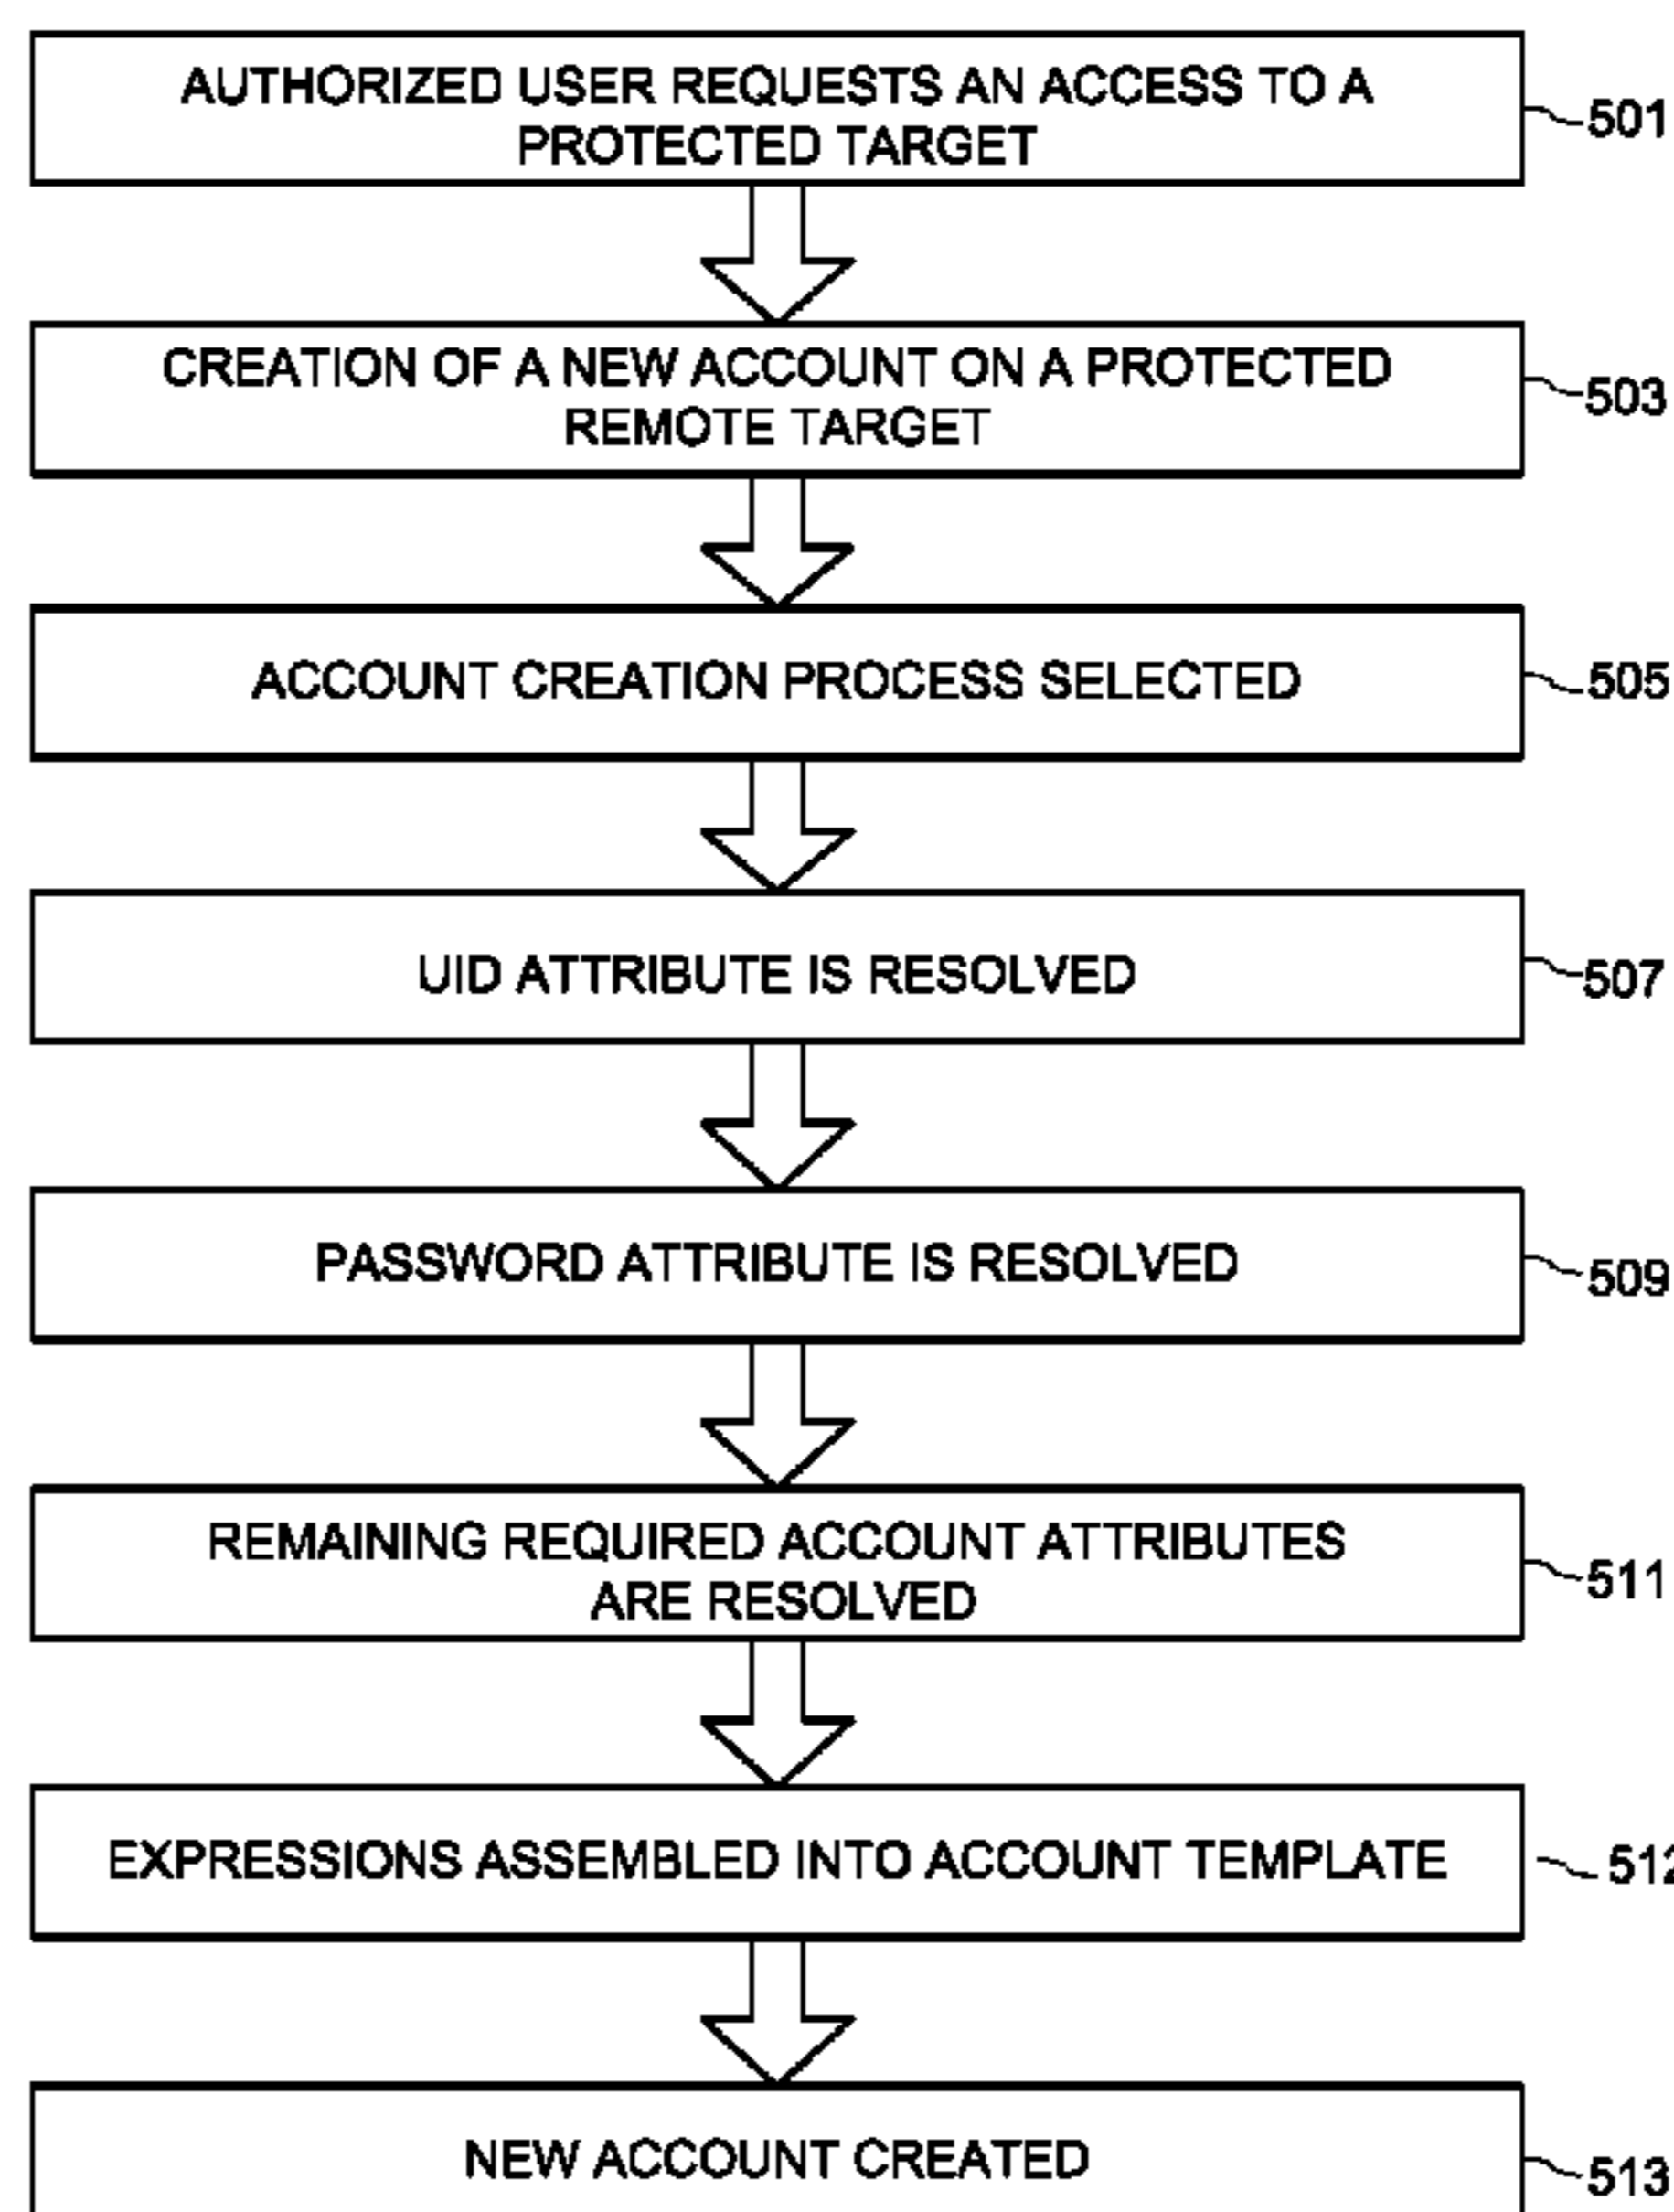 AUTHORIZED USER REQUESTS AN ACCESS TO A
PROTECTED TARGET
501
CREATION OF A NEW ACCOUNT ON A PROTECTED
REMOTE TARGET
503
ACCOUNT CREATION PROCESS SELECTED
505
UID ATTRIBUTE IS RESOLVED
507
PASSWORD ATTRIBUTE IS RESOLVED
509
REMAINING REQUIRED ACCOUNT ATTRIBUTES
ARE RESOLVED
511
EXPRESSIONS ASSEMBLED INTO ACCOUNT TEMPLATE
512
NEW ACCOUNT CREATED
513